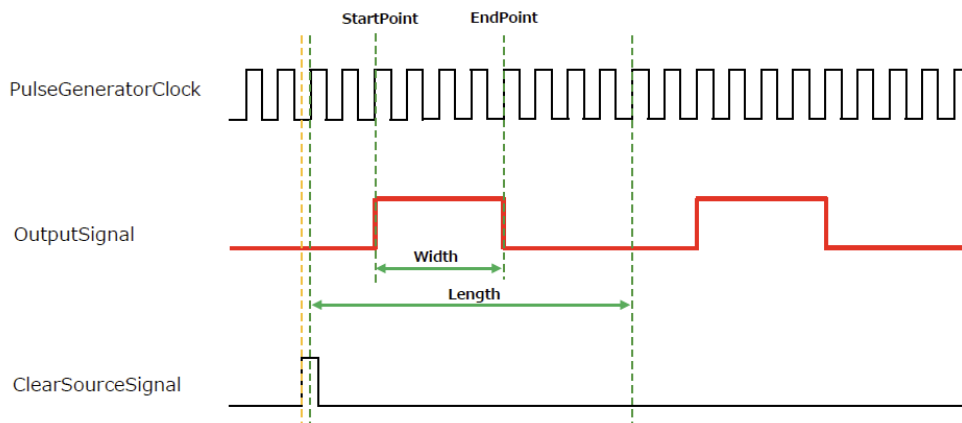 StartPoint
EndPoint
PulseGeneratorClock
OutputSignal
Width
Length
ClearSourceSignal